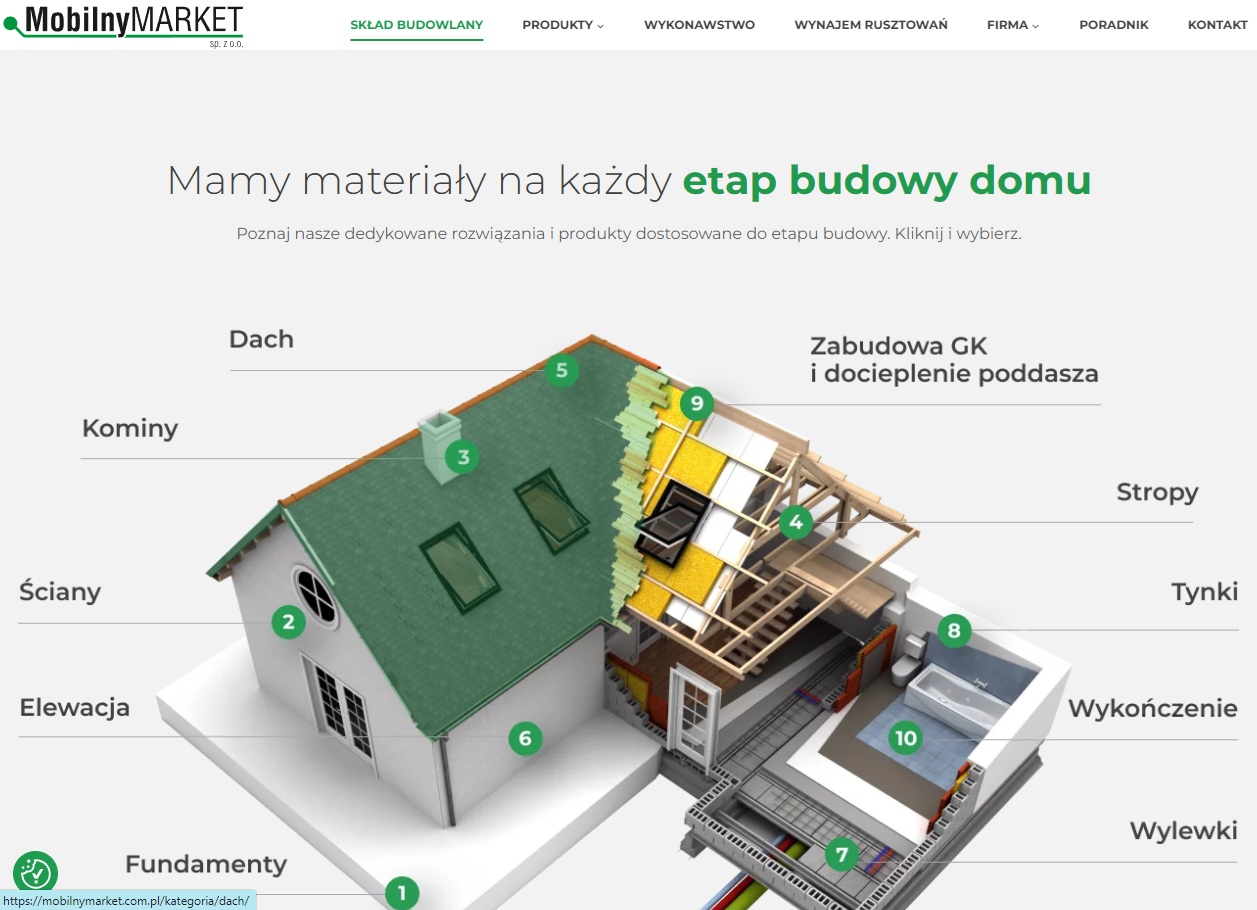 MobilnyMARKET
sp. z o.o.
SKŁAD BUDOWLANY PRODUKTY WYKONAWSTWO WYNAJEM RUSZTOWAŃ FIRMA PORADNIK KONTAKT
Mamy materiały na każdy etap budowy domu
Poznaj nasze dedykowane rozwiązania i produkty dostosowane do etapu budowy. Kliknij i wybierz.
Dach
5
Zabudowa GK
i docieplenie poddasza
9
Kominy
3
Stropy
4
Ściany
2
Tynki
8
Elewacja
6
Wykończenie
10
Wylewki
7
Fundamenty
1
https://mobilnymarket.com.pl/kategoria/dach/